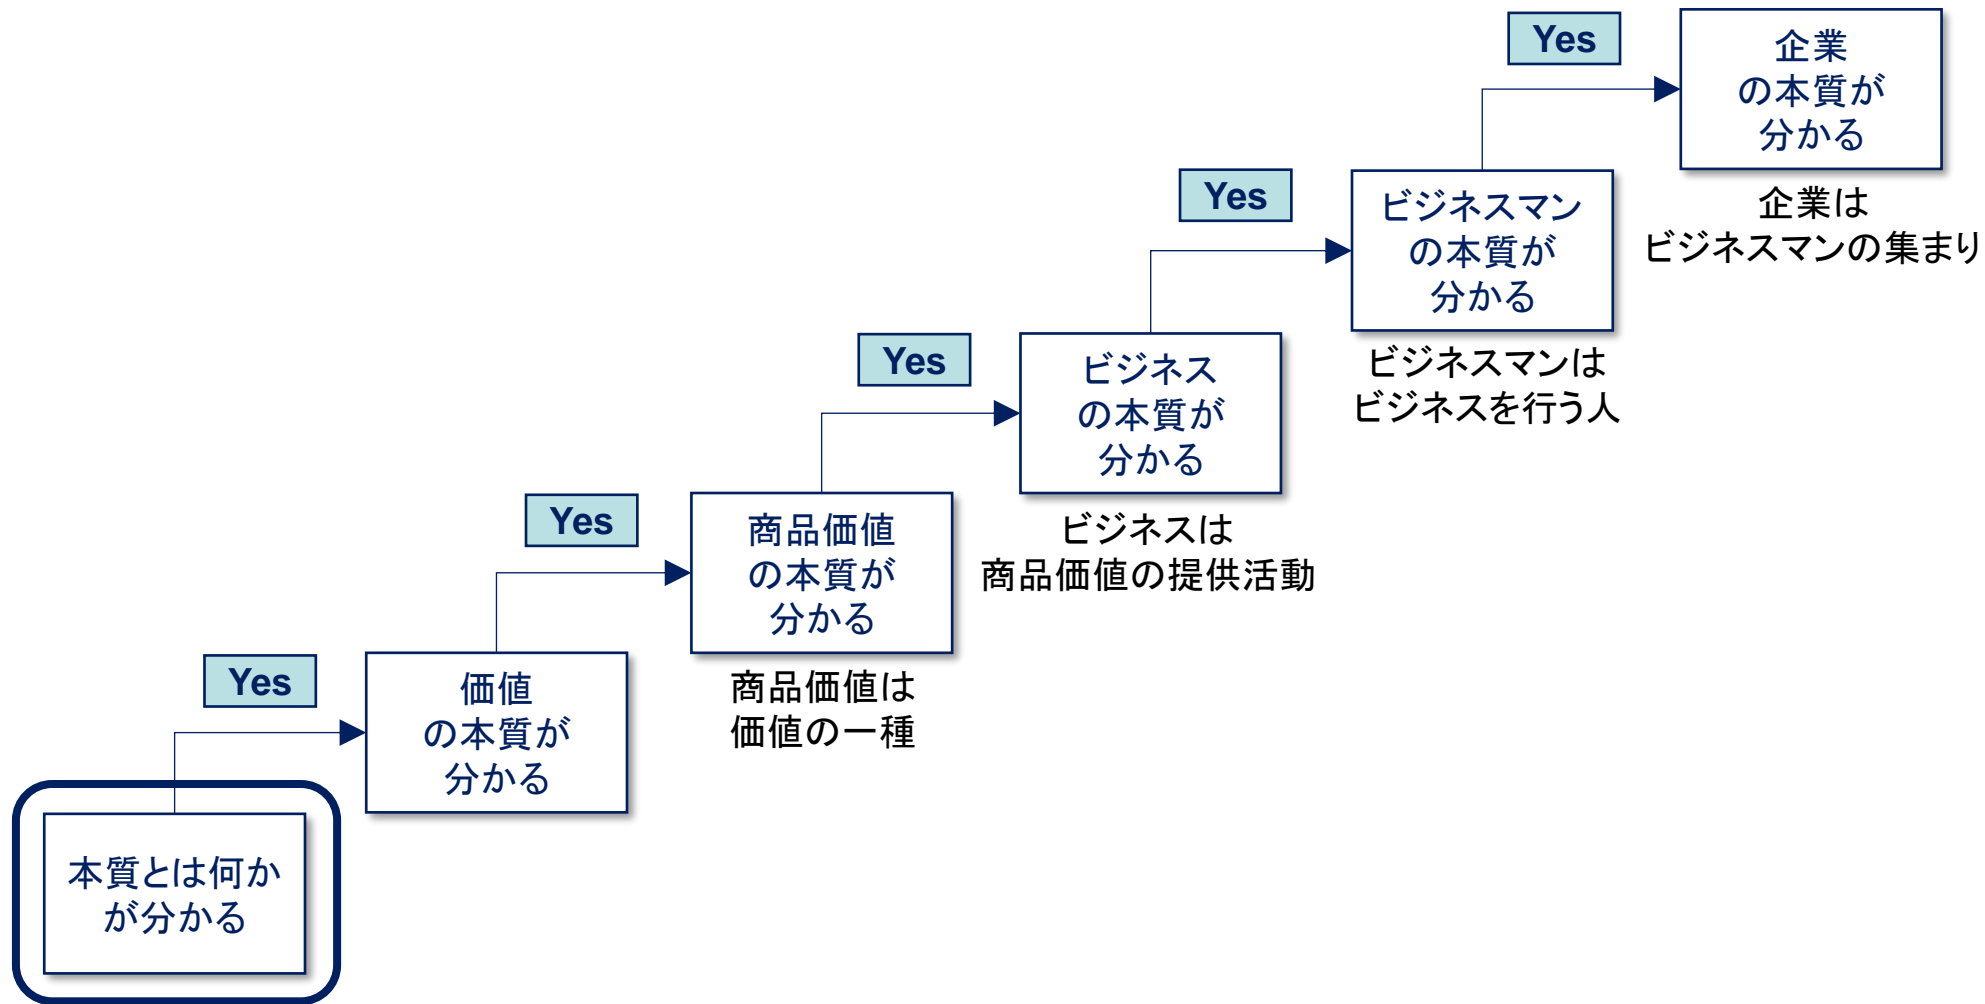 本質とは何か
が分かる
Yes
価値
の本質が
分かる
Yes
商品価値
の本質が
分かる
商品価値は
価値の一種
Yes
ビジネス
の本質が
分かる
ビジネスは
商品価値の提供活動
Yes
ビジネスマン
の本質が
分かる
ビジネスマンは
ビジネスを行う人
Yes
企業
の本質が
分かる
企業は
ビジネスマンの集まり